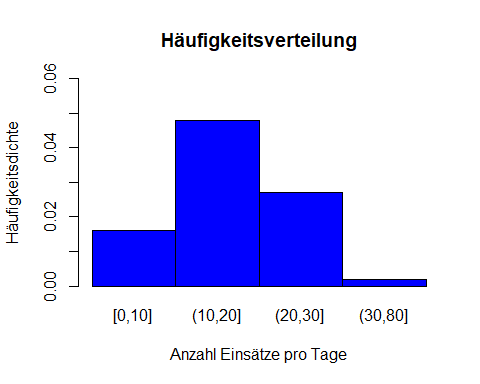 Häufigkeitsverteilung
0.06
0.04
0.02
0.00
Häufigkeitsdichte
[0,10] (10,20] (20,30] (30,80]
Anzahl Einsätze pro Tage